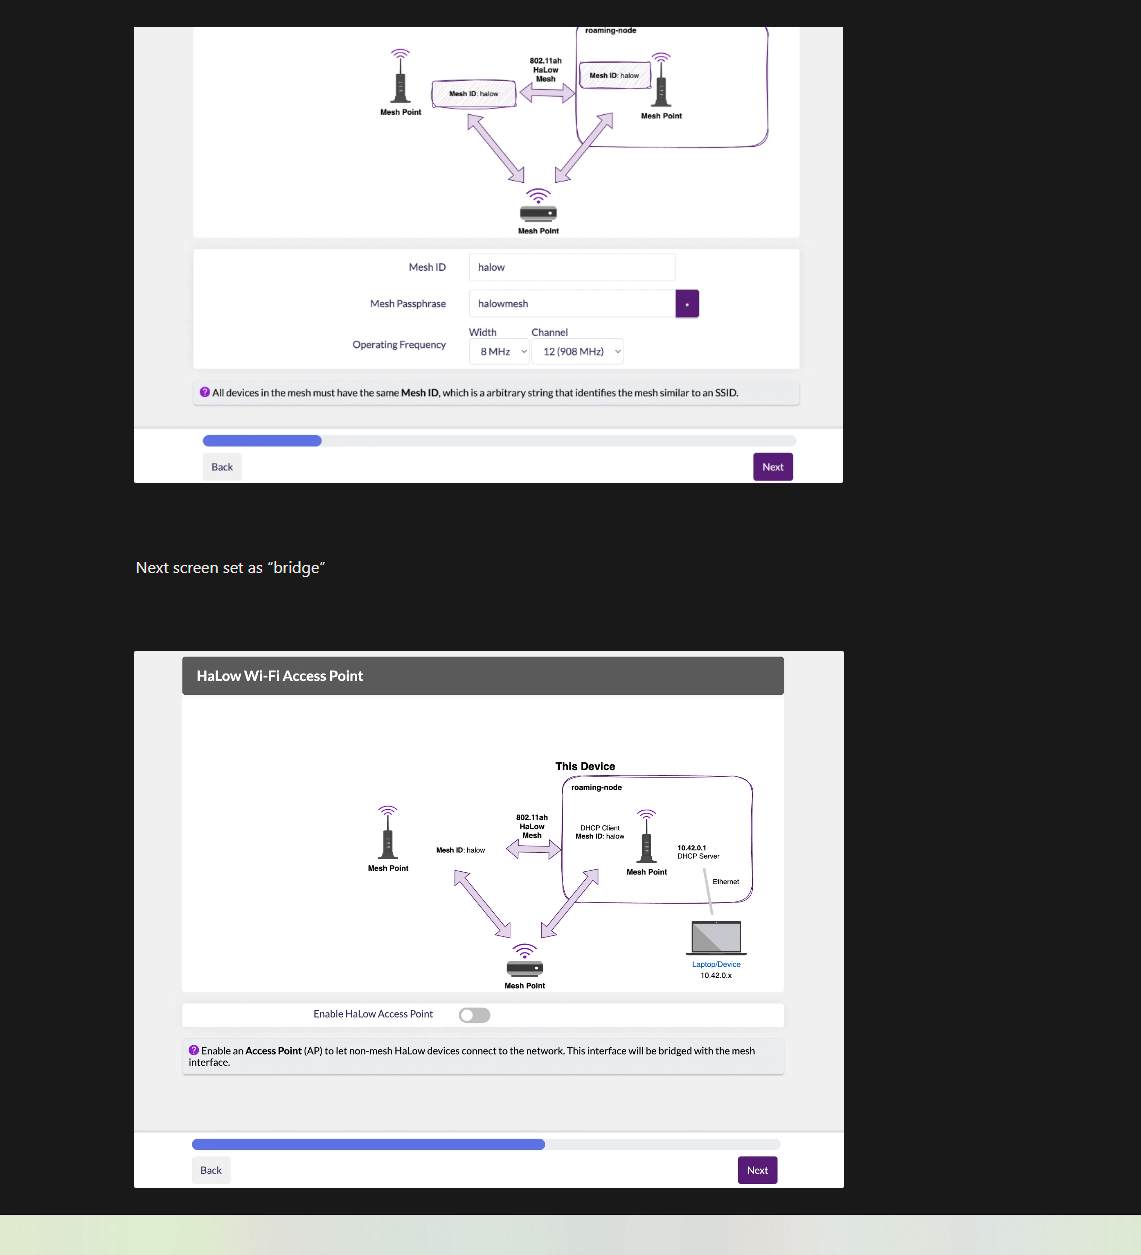 roaming-node
802.11ah
HaLow
Mesh
Mesh ID: halow
Mesh ID: halow
Mesh Point
Mesh Point
Mesh Point
Mesh ID
halow
Mesh Passphrase
halowmesh
Width
Channel
Operating Frequency
8 MHz
12 (908 MHz)
All devices in the mesh must have the same Mesh ID, which is a arbitrary string that identifies the mesh similar to an SSID.
Back
Next
Next screen set as “bridge”
HaLow Wi-Fi Access Point
This Device
roaming-node
802.11ah
HaLow
Mesh
DHCP Client
Mesh ID: halow
Mesh ID: halow
10.42.0.1
DHCP Server
Mesh Point
Mesh Point
Ethernet
Laptop/Device
10.42.0.x
Mesh Point
Enable HaLow Access Point
Enable an Access Point (AP) to let non-mesh HaLow devices connect to the network. This interface will be bridged with the mesh
interface.
Back
Next